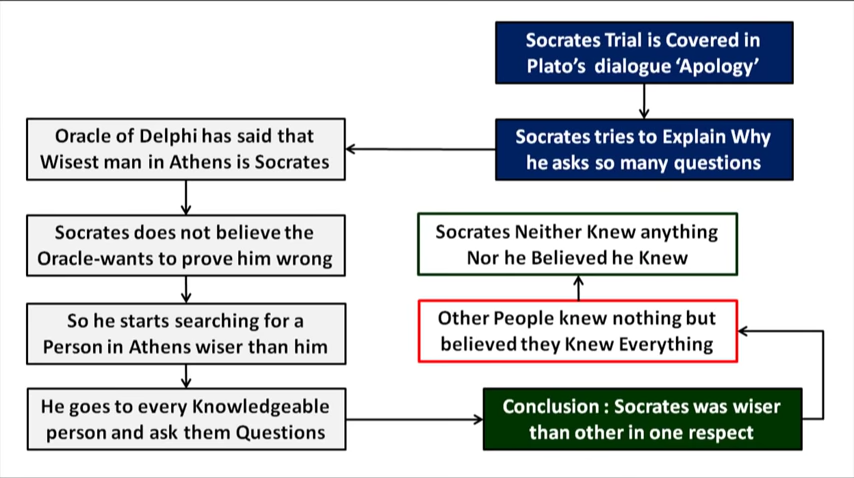 Socrates Trial is Covered in
Plato's dialogue 'Apology'
Socrates tries to Explain Why
he asks so many questions
Oracle of Delphi has said that
Wisest man in Athens is Socrates
Socrates does not believe the
Oracle-wants to prove him wrong
So he starts searching for a
Person in Athens wiser than him
He goes to every Knowledgeable
person and ask them Questions
Conclusion : Socrates was wiser
than other in one respect
Other People knew nothing but
believed they Knew Everything
Socrates Neither Knew anything
Nor he Believed he Knew